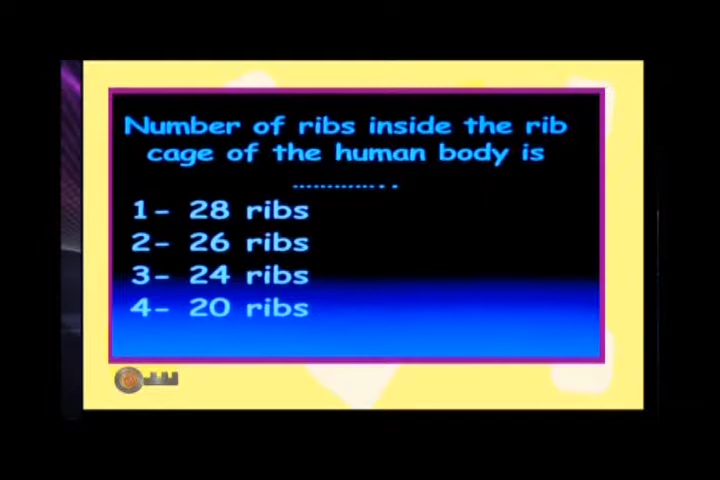 Number of ribs inside the rib
cage of the human body is
..............
1- 28 ribs
2- 26 ribs
3- 24 ribs
4- 20 ribs